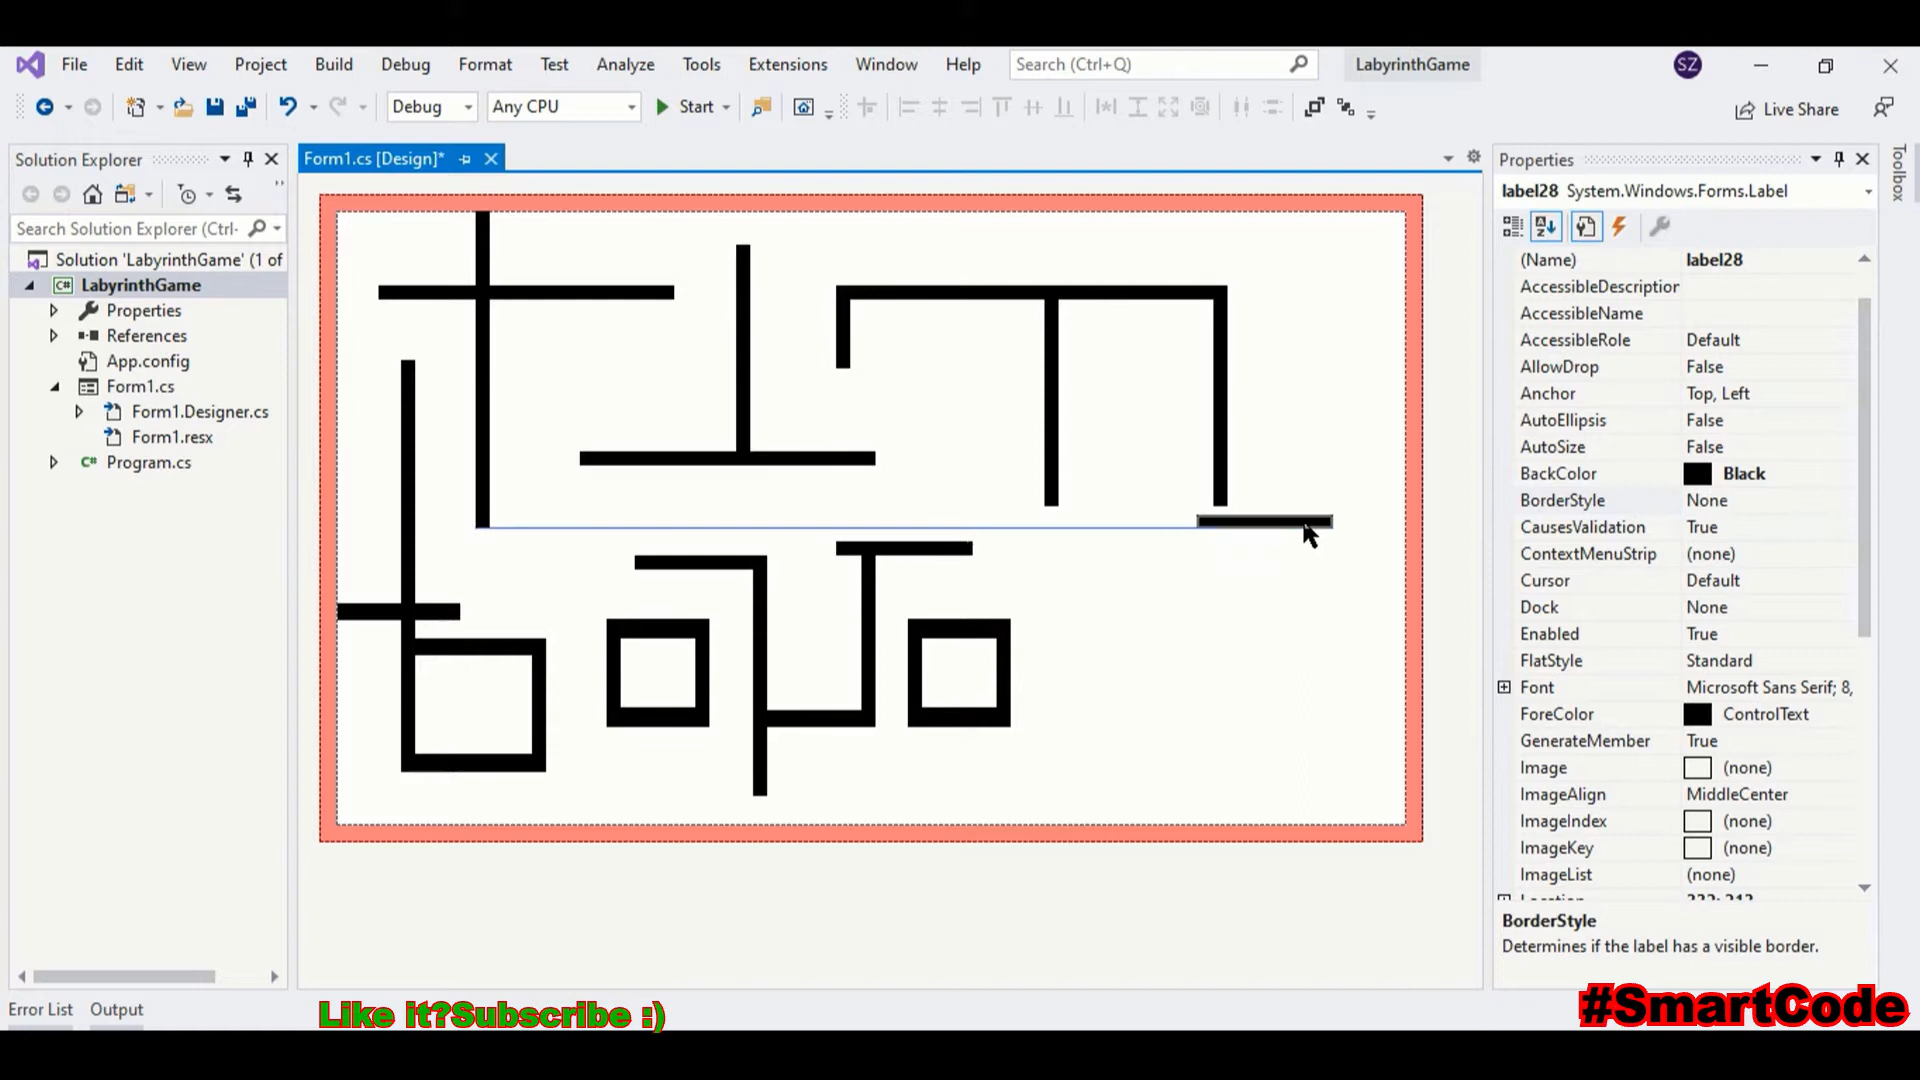 File Edit View Project Build Debug Format Test Analyze Tools Extensions Window Help Search (Ctrl+Q) LabyrinthGame SZ
Debug Any CPU Start Live Share
Solution Explorer
Search Solution Explorer (Ctrl-
Solution 'LabyrinthGame' (1 of
C# LabyrinthGame
Properties
References
App.config
Form1.cs
Form1.Designer.cs
Form1.resx
C# Program.cs
Form1.cs [Design]*
Properties
label28 System.Windows.Forms.Label
(Name) label28
AccessibleDescription
AccessibleName
AccessibleRole Default
AllowDrop False
Anchor Top, Left
AutoEllipsis False
AutoSize False
BackColor Black
BorderStyle None
CausesValidation True
ContextMenuStrip (none)
Cursor Default
Dock None
Enabled True
FlatStyle Standard
Font Microsoft Sans Serif; 8,
ForeColor ControlText
GenerateMember True
Image (none)
ImageAlign MiddleCenter
ImageIndex (none)
ImageKey (none)
ImageList (none)
BorderStyle
Determines if the label has a visible border.
Toolbox
Error List Output
Like it?Subscribe :)
#SmartCode